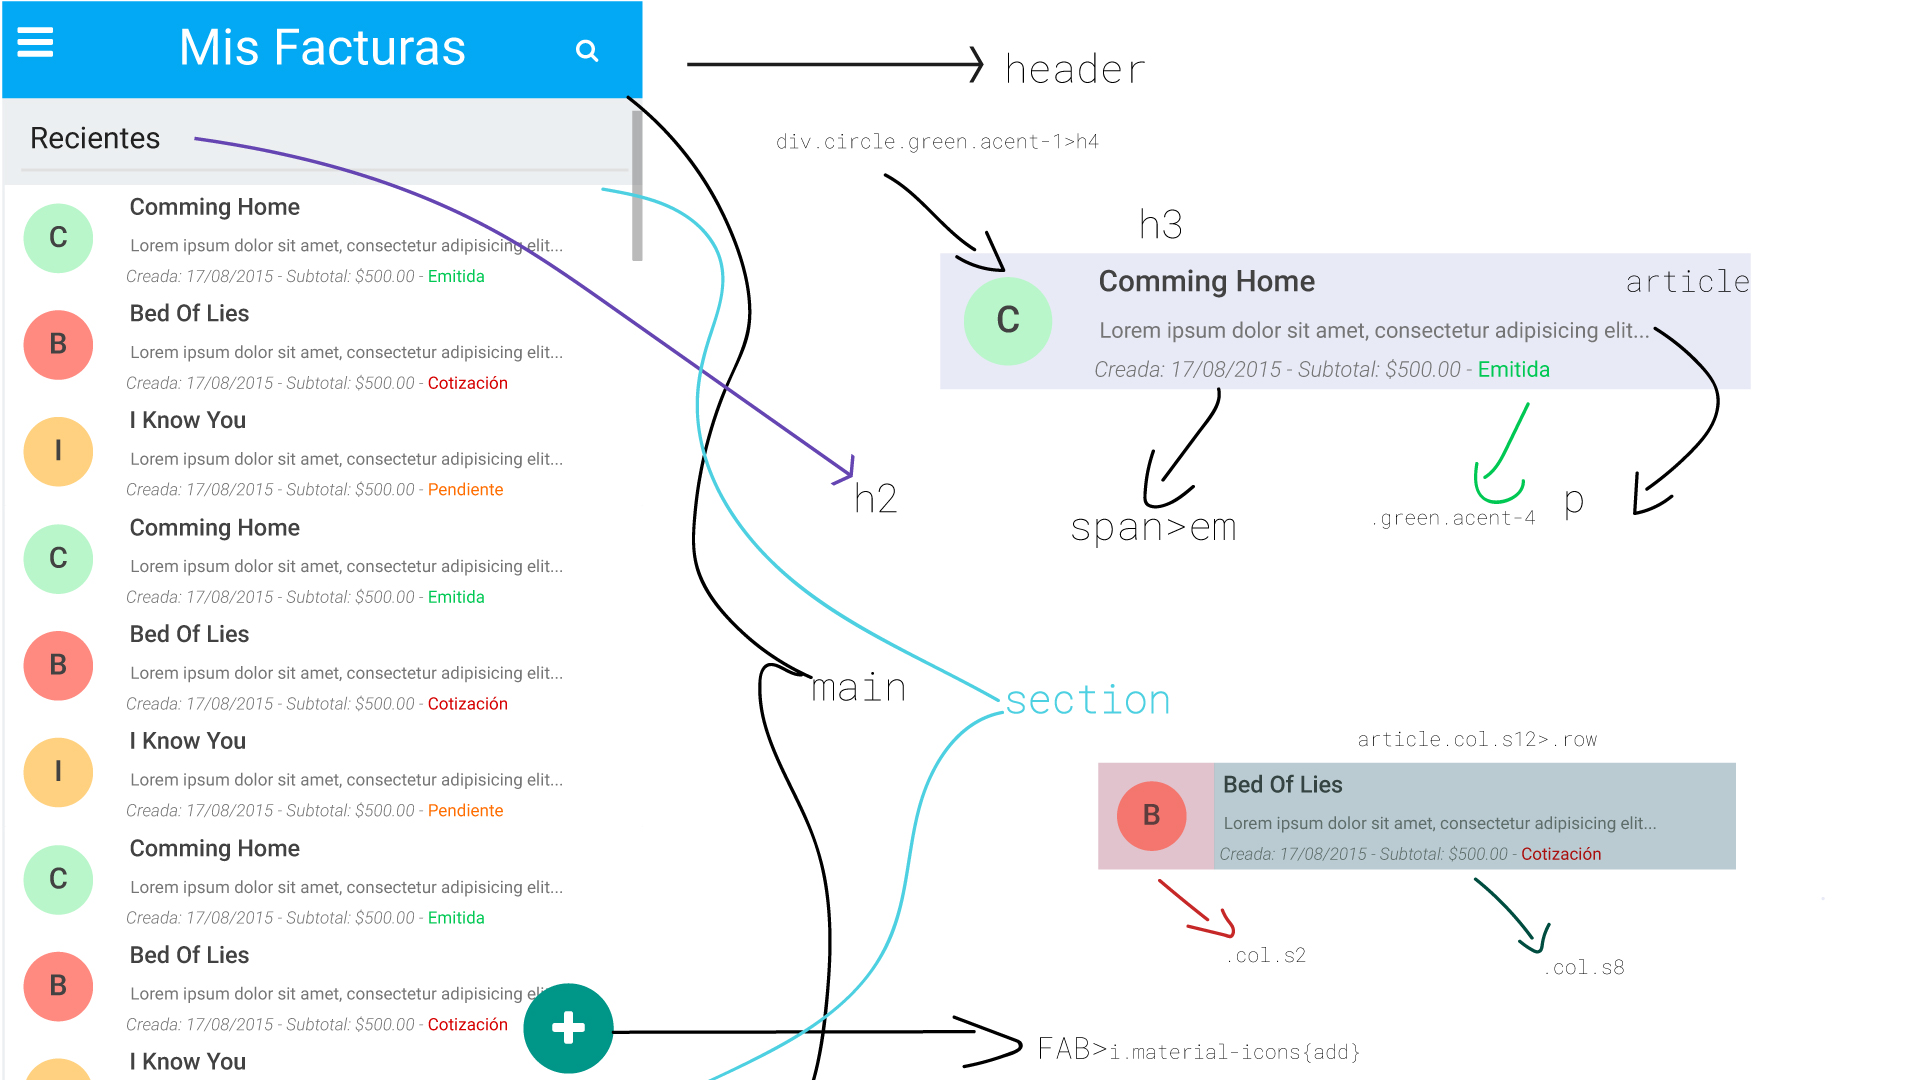 Mis Facturas
Recientes
C
Comming Home
Lorem ipsum dolor sit amet, consectetur adipisicing elit...
Creada: 17/08/2015 - Subtotal: $500.00 - Emitida
B
Bed Of Lies
Lorem ipsum dolor sit amet, consectetur adipisicing elit...
Creada: 17/08/2015 - Subtotal: $500.00 - Cotización
I
I Know You
Lorem ipsum dolor sit amet, consectetur adipisicing elit...
Creada: 17/08/2015 - Subtotal: $500.00 - Pendiente
C
Comming Home
Lorem ipsum dolor sit amet, consectetur adipisicing elit...
Creada: 17/08/2015 - Subtotal: $500.00 - Emitida
B
Bed Of Lies
Lorem ipsum dolor sit amet, consectetur adipisicing elit...
Creada: 17/08/2015 - Subtotal: $500.00 - Cotización
I
I Know You
Lorem ipsum dolor sit amet, consectetur adipisicing elit...
Creada: 17/08/2015 - Subtotal: $500.00 - Pendiente
C
Comming Home
Lorem ipsum dolor sit amet, consectetur adipisicing elit...
Creada: 17/08/2015 - Subtotal: $500.00 - Emitida
B
Bed Of Lies
Lorem ipsum dolor sit amet, consectetur adipisicing eli
Creada: 17/08/2015 - Subtotal: $500.00 - Cotización
I Know You
header
div.circle.green.acent-1>h4
h3
article
C
Comming Home
Lorem ipsum dolor sit amet, consectetur adipisicing elit...
Creada: 17/08/2015 - Subtotal: $500.00 - Emitida
h2
span>em
.green.acent-4
p
main
section
article.col.s12>.row
B
Bed Of Lies
Lorem ipsum dolor sit amet, consectetur adipisicing elit...
Creada: 17/08/2015 - Subtotal: $500.00 - Cotización
.col.s2
.col.s8
FAB>i.material-icons{add}